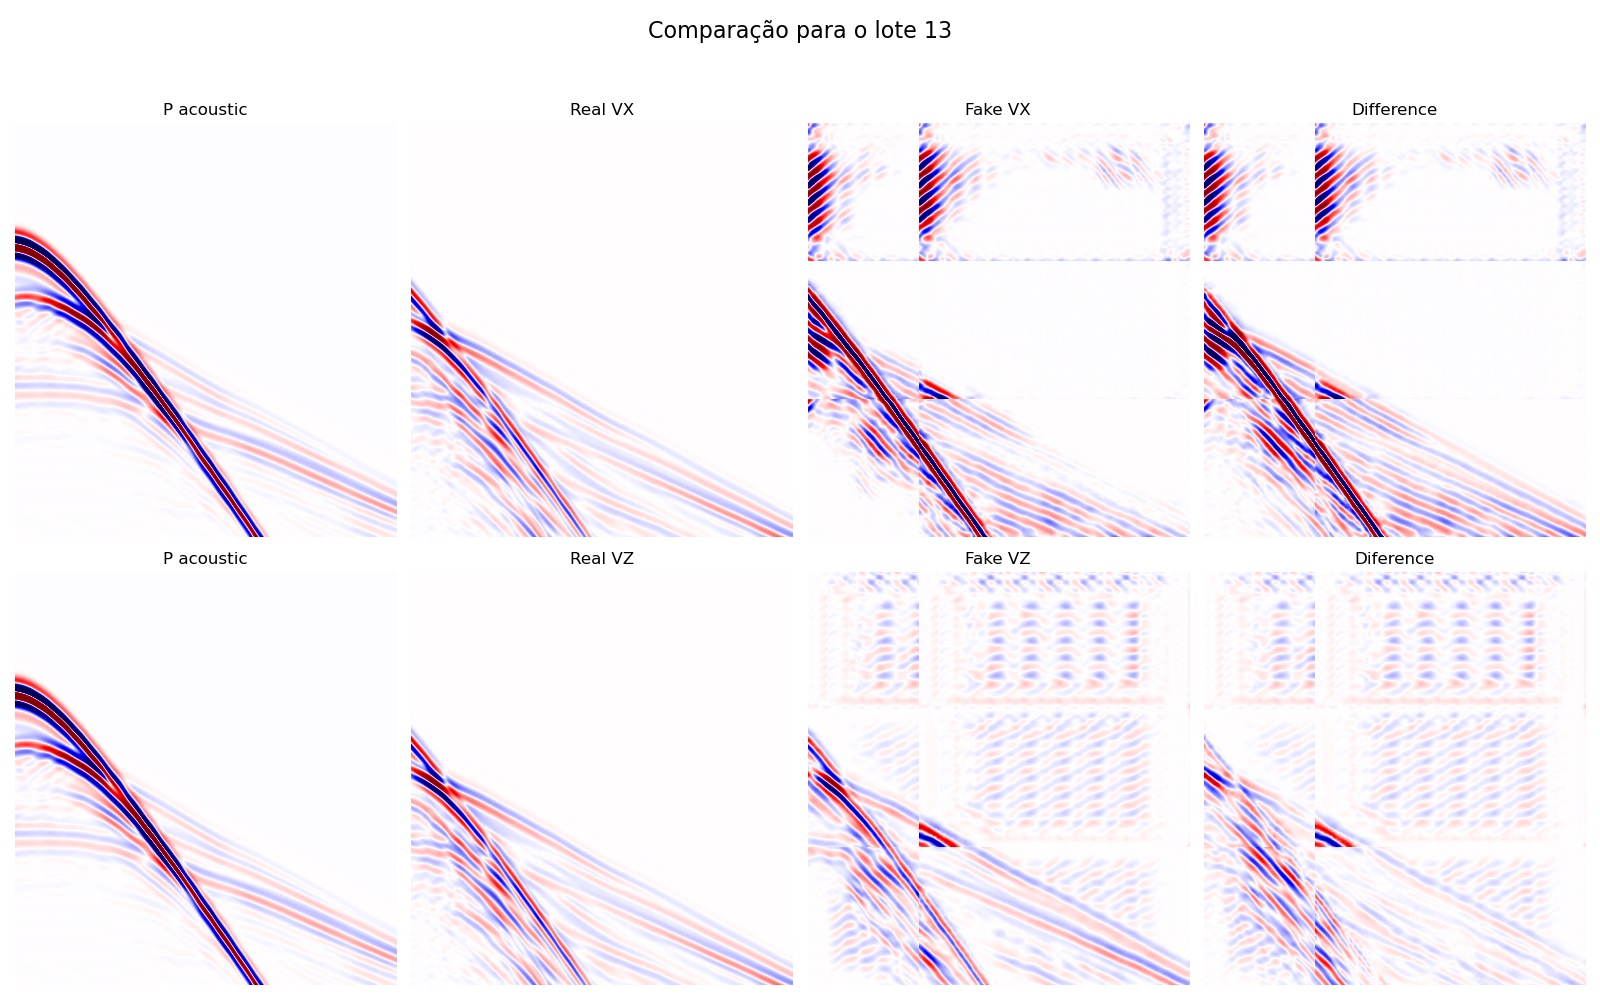 Comparação para o lote 13
P acoustic
Real VX
Fake VX
Difference
P acoustic
Real VZ
Fake VZ
Diference